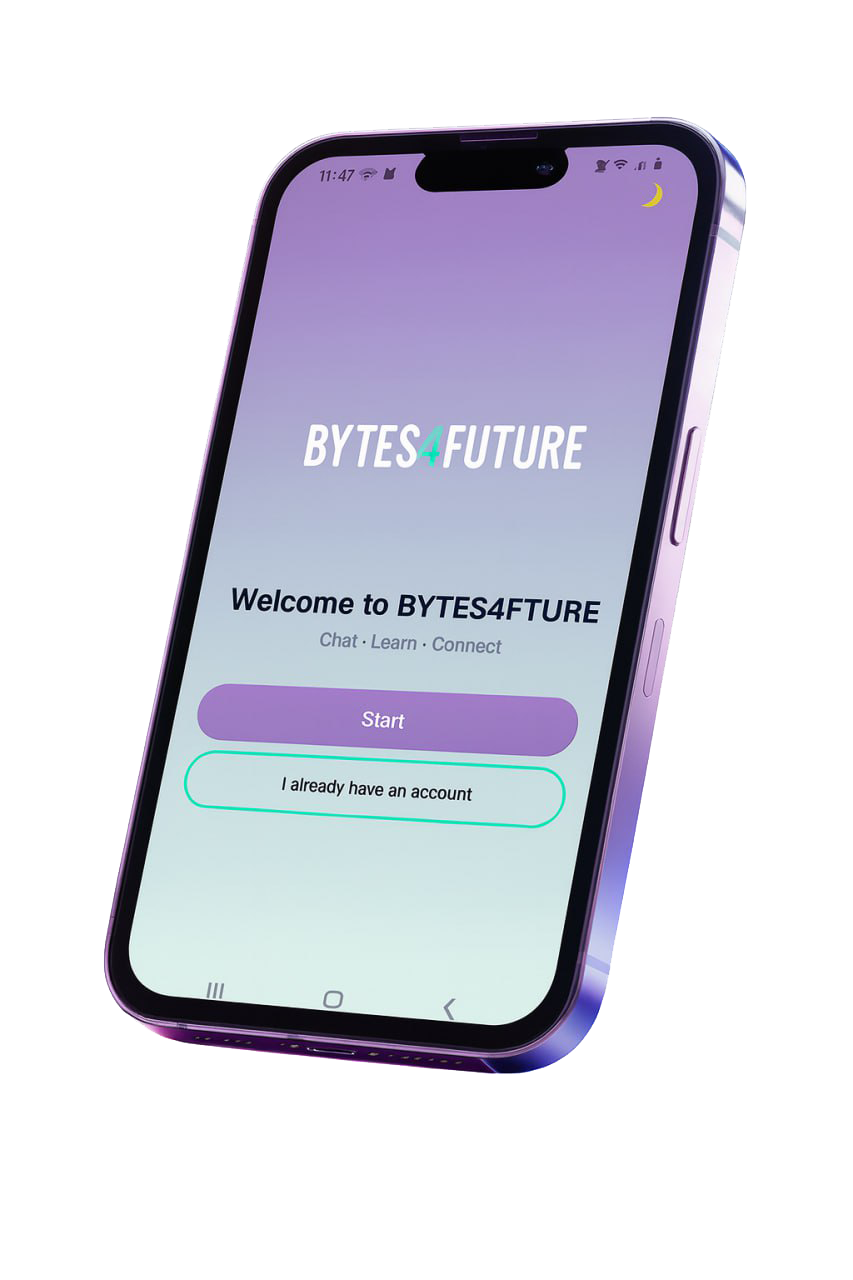 11:47
BYTES4FUTURE
Welcome to BYTES4FTURE
Chat · Learn · Connect
Start
I already have an account